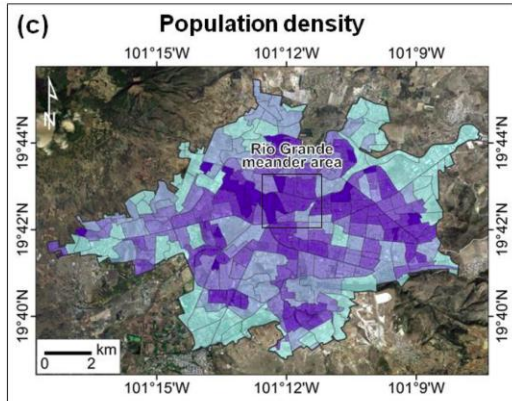 (c)
Population density
101°15'W
101°12'W
101°9'W
19°44'N
19°42'N
19°40'N
N
Rio Grande
meander area
19°44'N
19°42'N
19°40'N
km
0
2
101°15'W
101°12'W
101°9'W